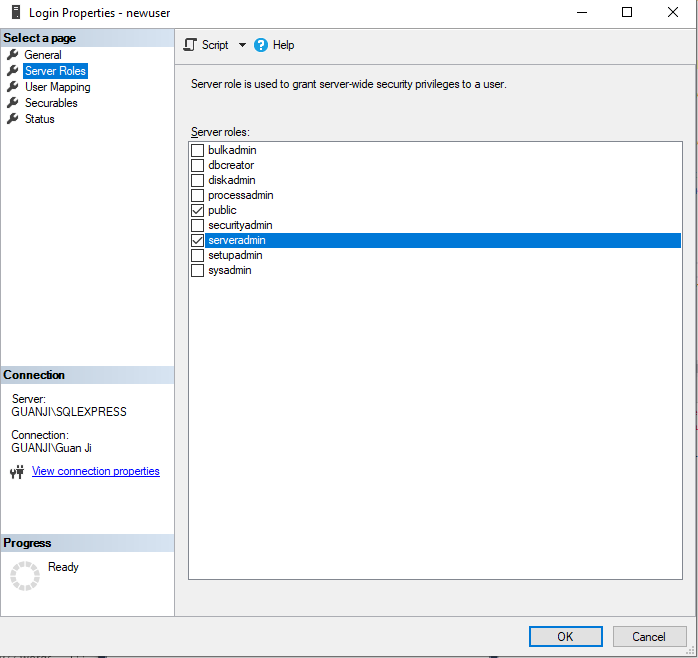 Login Properties - newuser
Select a page
General
Server Roles
User Mapping
Securables
Status
Connection
Server:
GUANJI\SQLEXPRESS
Connection:
GUANJI\Guan Ji
View connection properties
Progress
Ready
Script
Help
Server role is used to grant server-wide security privileges to a user.
Server roles:
bulkadmin
dbcreator
diskadmin
processadmin
public
securityadmin
serveradmin
setupadmin
sysadmin
OK
Cancel